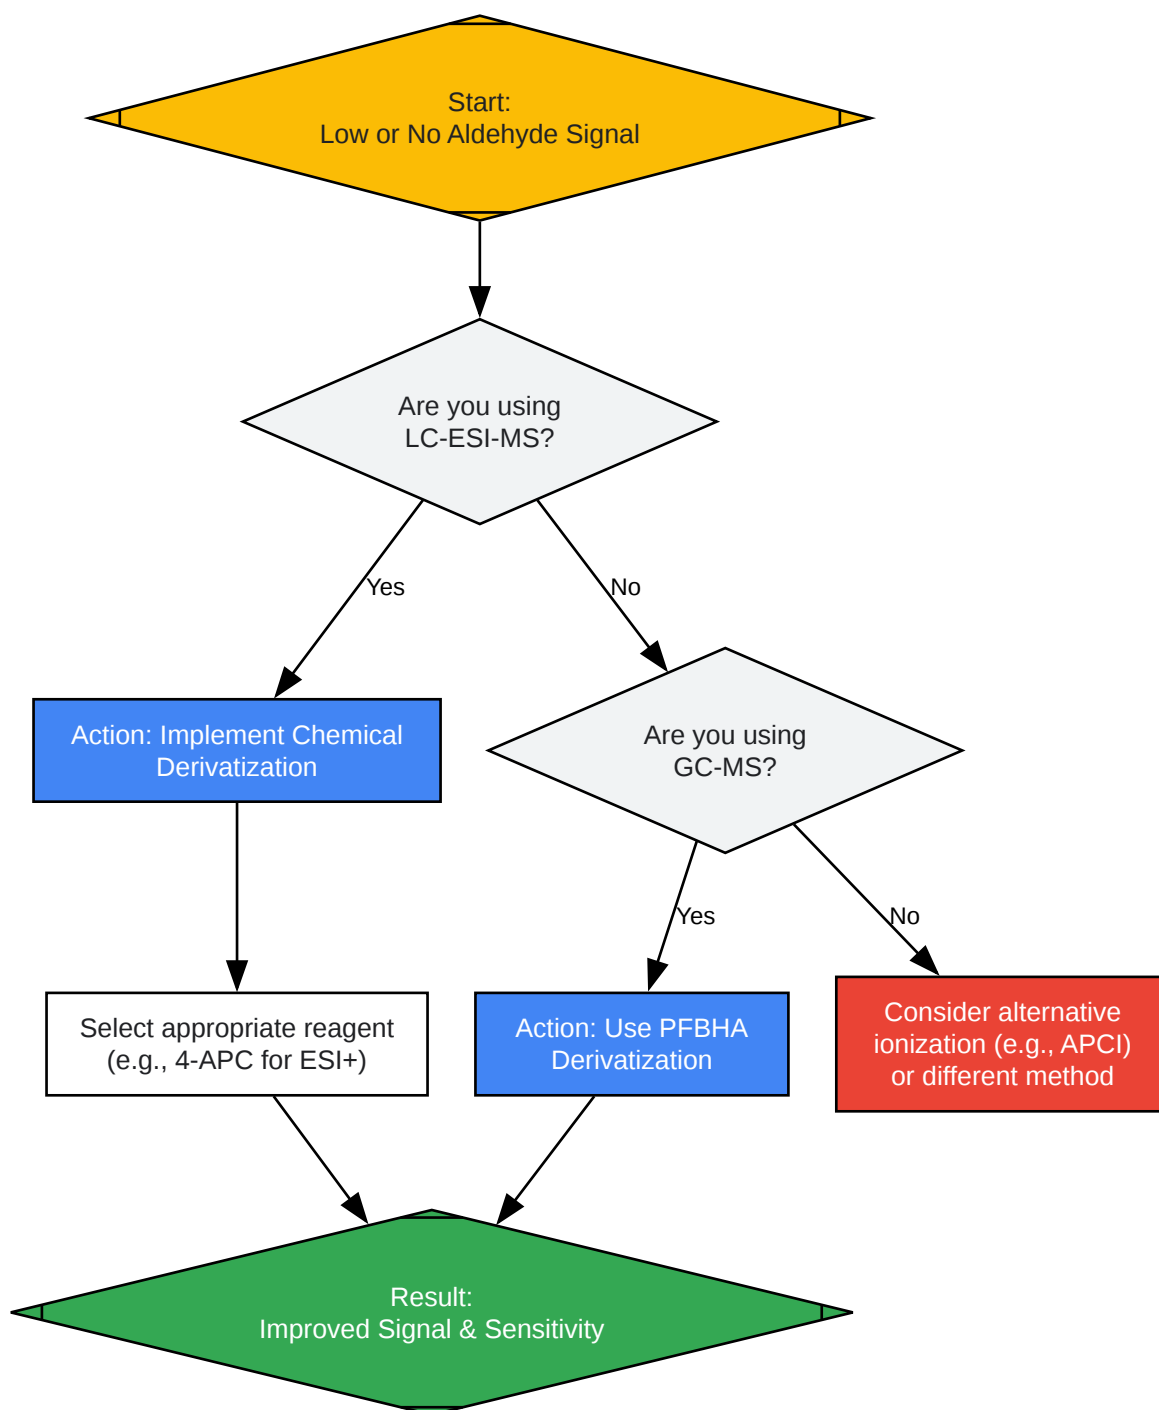 Start:
Low or No Aldehyde Signal
Are you using
LC-ESI-MS?
Yes
No
Action: Implement Chemical
Derivatization
Are you using
GC-MS?
Yes
No
Select appropriate reagent
(e.g., 4-APC for ESI+)
Action: Use PFBHA
Derivatization
Consider alternative
ionization (e.g., APCI)
or different method
Result:
Improved Signal & Sensitivity